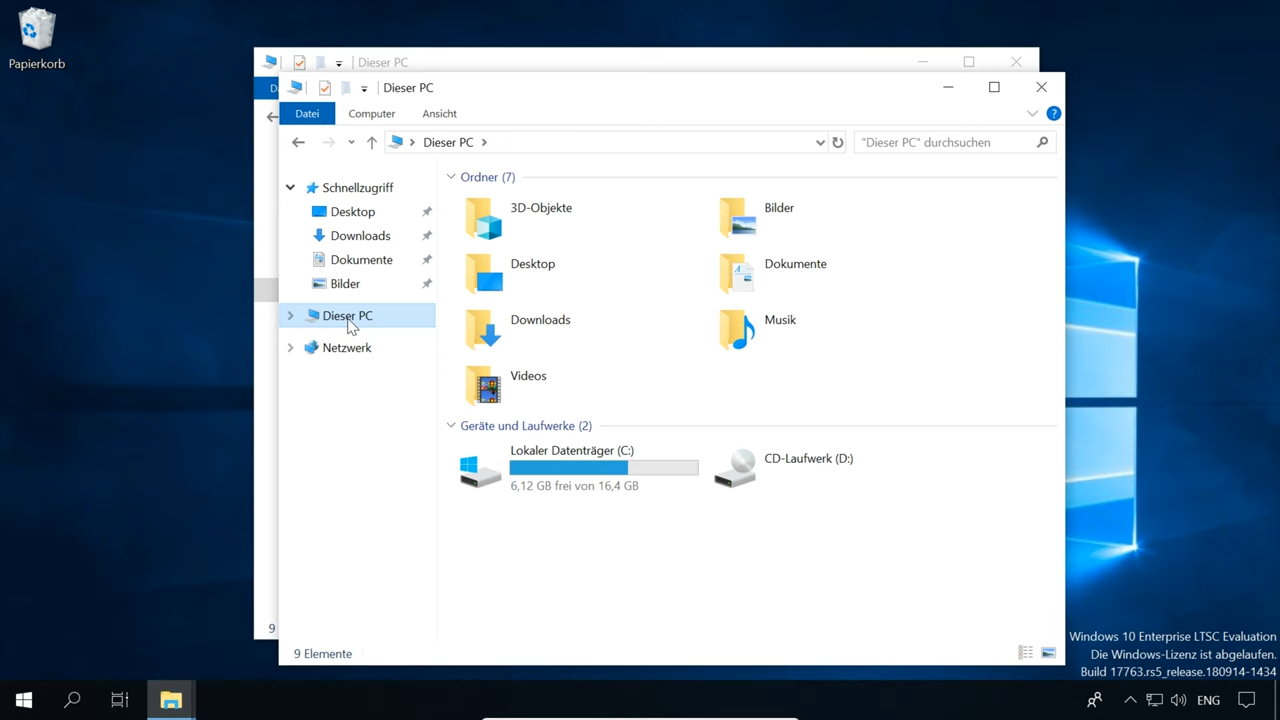 Papierkorb
Dieser PC
Dieser PC
Datei
Computer
Ansicht
Dieser PC
"Dieser PC" durchsuchen
Schnellzugriff
Desktop
Downloads
Dokumente
Bilder
Dieser PC
Netzwerk
Ordner (7)
3D-Objekte
Bilder
Desktop
Dokumente
Downloads
Musik
Videos
Geräte und Laufwerke (2)
Lokaler Datenträger (C:)
6,12 GB frei von 16,4 GB
CD-Laufwerk (D:)
9
9 Elemente
Windows 10 Enterprise LTSC Evaluation
Die Windows-Lizenz ist abgelaufen.
Build 17763.rs5_release.180914-1434
ENG